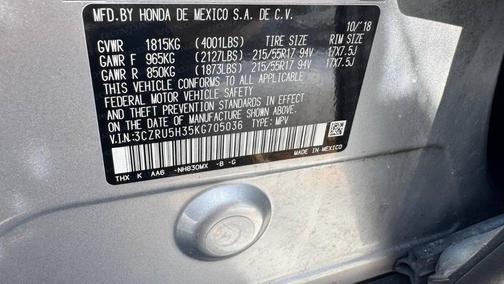 MFD.BY HONDA DE MEXICO S.A. DE C.V.
10/'18
GVWR 1815KG (4001LBS) TIRE SIZE RIM SIZE
GAWR F 965KG (2127LBS) 215/55R17 94V 17X7.5J
GAWR R 850KG (1873LBS) 215/55R17 94V 17X7.5J
THIS VEHICLE CONFORMS TO ALL APPLICABLE
FEDERAL MOTOR VEHICLE SAFETY, BUMPER,
AND THEFT PREVENTION STANDARDS IN EFFECT
ON THE DATE OF MANUFACTURE SHOWN ABOVE.
V.I.N.:3CZRU5H35KG705036 TYPE: MPV
THX K AA6 -NH830MX -B -G
MADE IN MEXICO